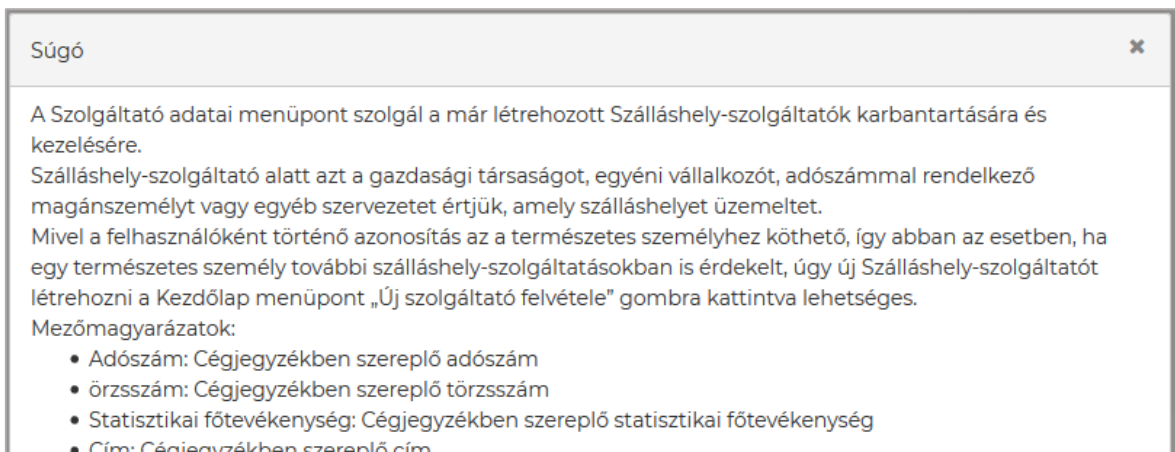 Súgó
A Szolgáltató adatai menüpont szolgál a már létrehozott Szálláshely-szolgáltatók karbantartására és
kezelésére.
Szálláshely-szolgáltató alatt azt a gazdasági társaságot, egyéni vállalkozót, adószámmal rendelkező
magánszemélyt vagy egyéb szervezetet értjük, amely szálláshelyet üzemeltet.
Mivel a felhasználóként történő azonosítás az a természetes személyhez köthető, így abban az esetben, ha
egy természetes személy további szálláshely-szolgáltatásokban is érdekelt, úgy új Szálláshely-szolgáltatót
létrehozni a Kezdőlap menüpont „Új szolgáltató felvétele” gombra kattintva lehetséges.
Mezőmagyarázatok:
• Adószám: Cégjegyzékben szereplő adószám
• örzsszám: Cégjegyzékben szereplő törzsszám
• Statisztikai főtevékenység: Cégjegyzékben szereplő statisztikai főtevékenység
• Cím: Cégjegyzékben szereplő cím